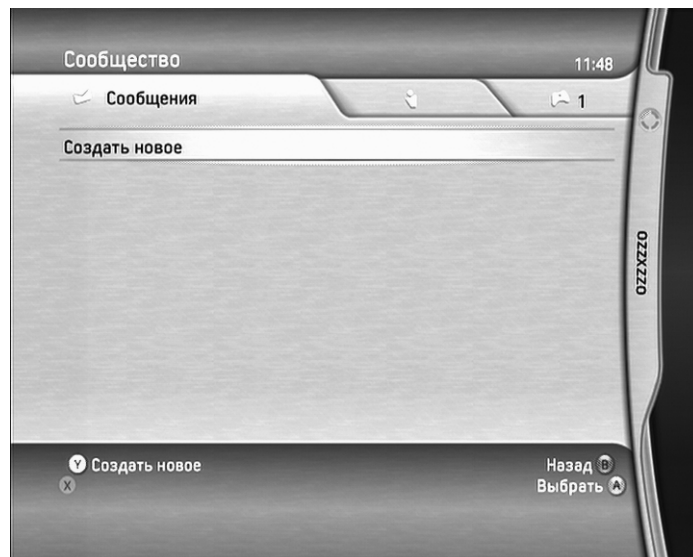 Сообщество
11:48
Сообщения
1
Создать новое
OZZXZZO
Y Создать новое
Назад B
X
Выбрать A